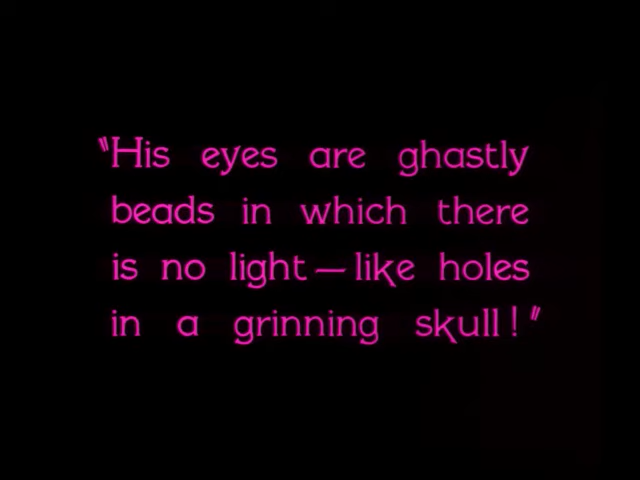 "His eyes are ghastly
beads in which there
is no light — like holes
in a grinning skull!"